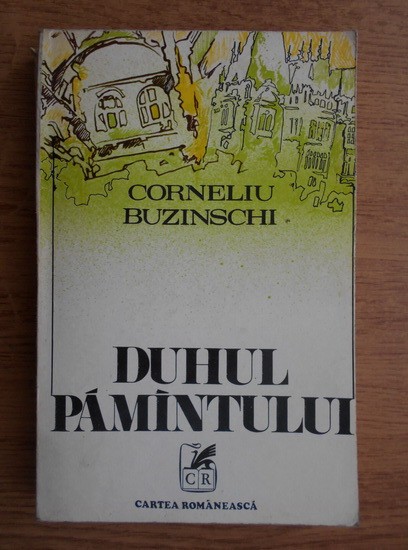 CORNELIU
BUZINSCHI
DUHUL
PĂMÎNTULUI
CR
CARTEA ROMÂNEASCĂ